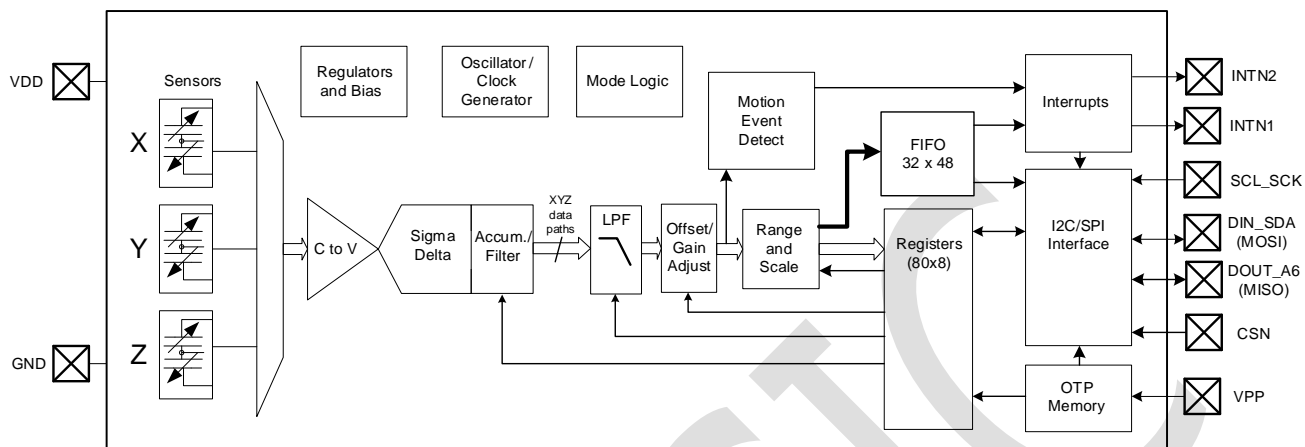 VDD
GND
Sensors
X
Y
Z
Regulators
and Bias
Oscillator/
Clock
Generator
Mode Logic
C to V
Sigma
Delta
Accum./
Filter
XYZ
data
paths
LPF
Offset/
Gain
Adjust
Motion
Event
Detect
Range
and
Scale
FIFO
32 x 48
Registers
(80x8)
Interrupts
I2C/SPI
Interface
OTP
Memory
INTN2
INTN1
SCL_SCK
DIN_SDA
(MOSI)
DOUT_A6
(MISO)
CSN
VPP